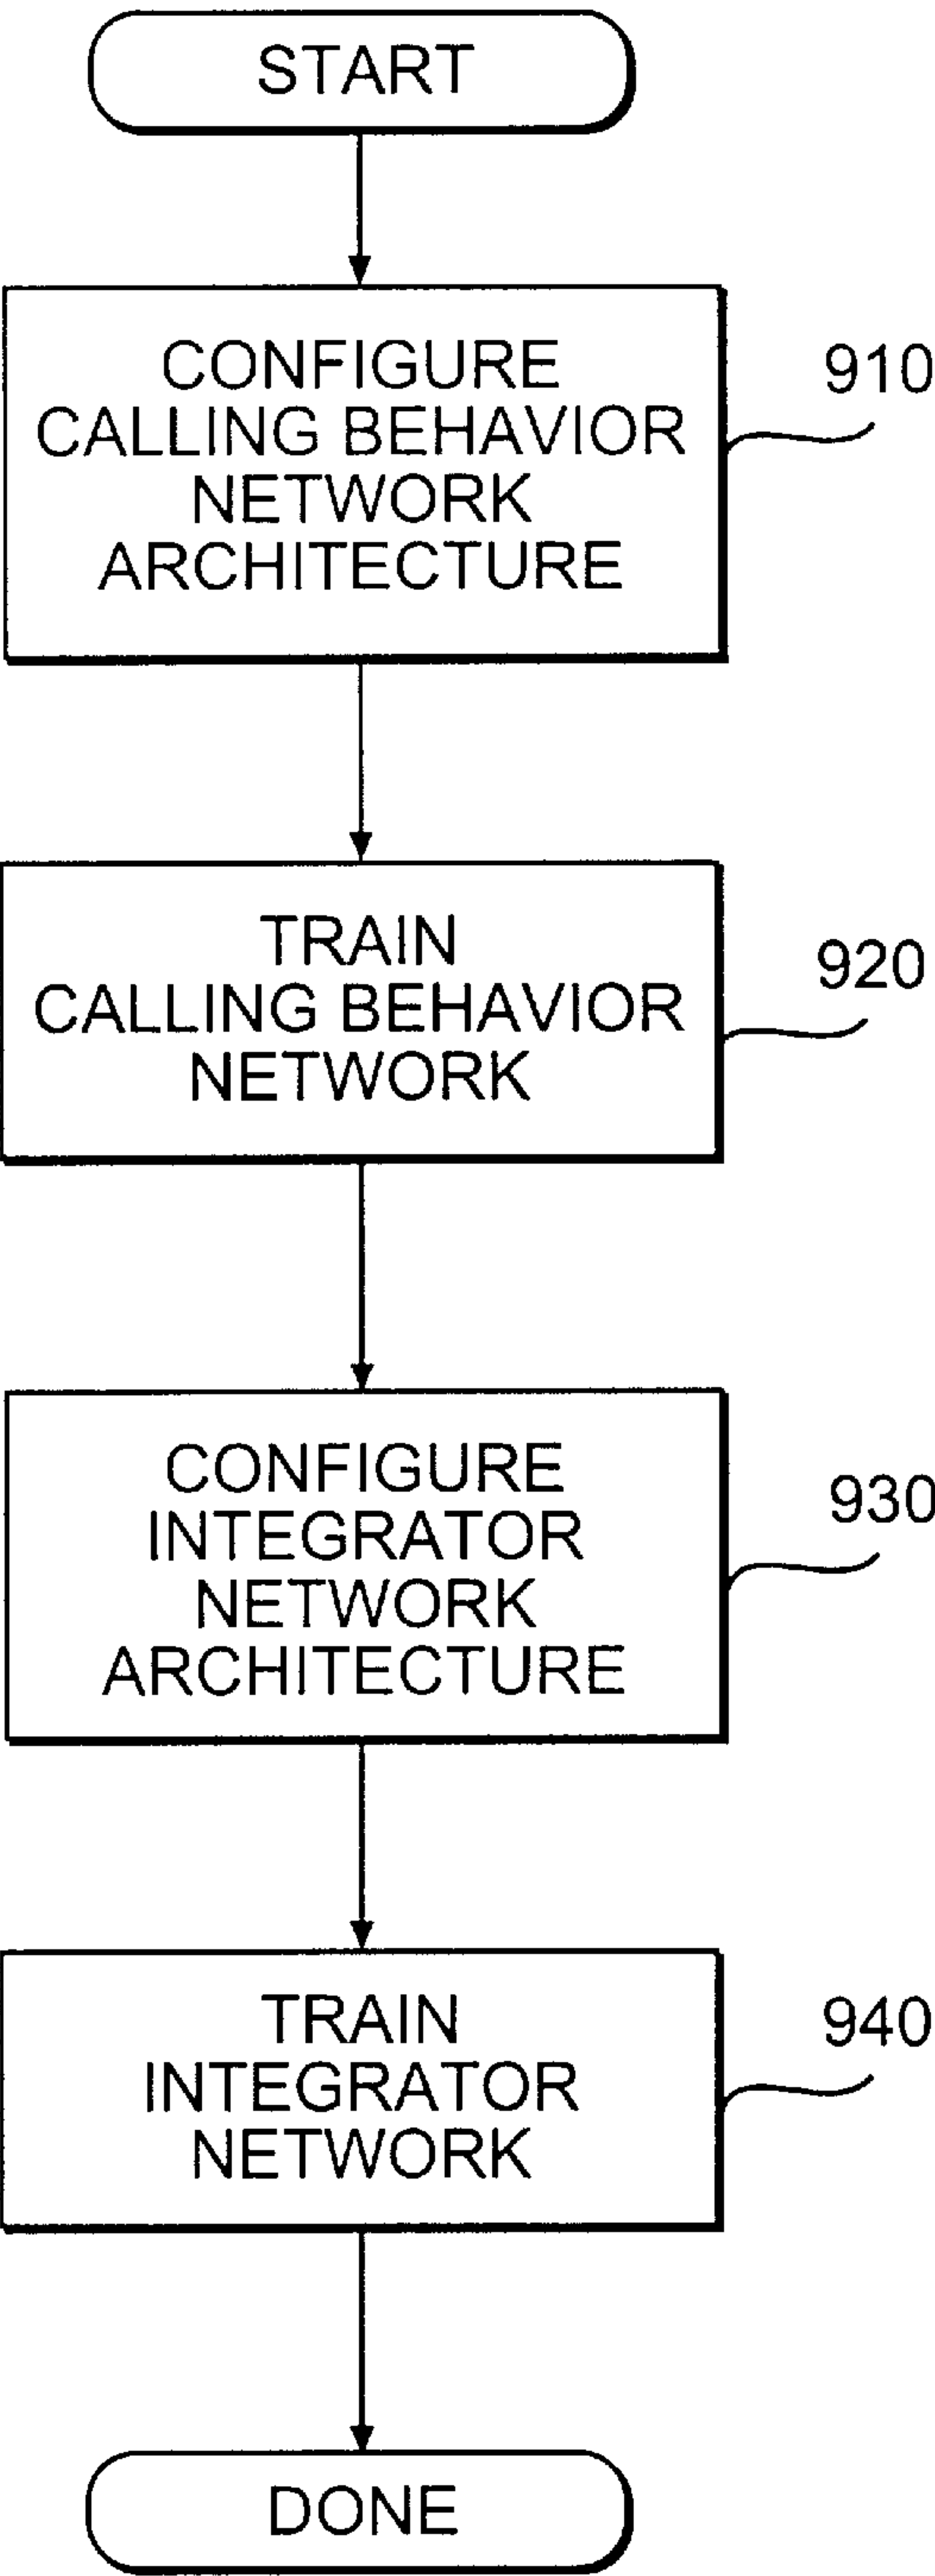 START
CONFIGURE
CALLING BEHAVIOR
NETWORK
ARCHITECTURE
910
TRAIN
CALLING BEHAVIOR
NETWORK
920
CONFIGURE
INTEGRATOR
NETWORK
ARCHITECTURE
930
TRAIN
INTEGRATOR
NETWORK
940
DONE